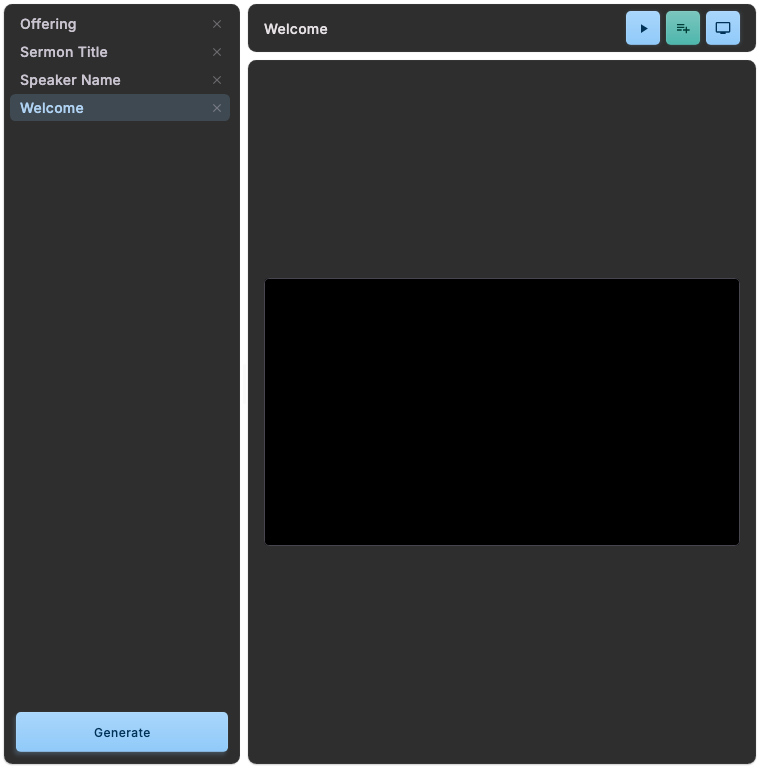 Offering
Sermon Title
Speaker Name
Welcome
Generate
Welcome